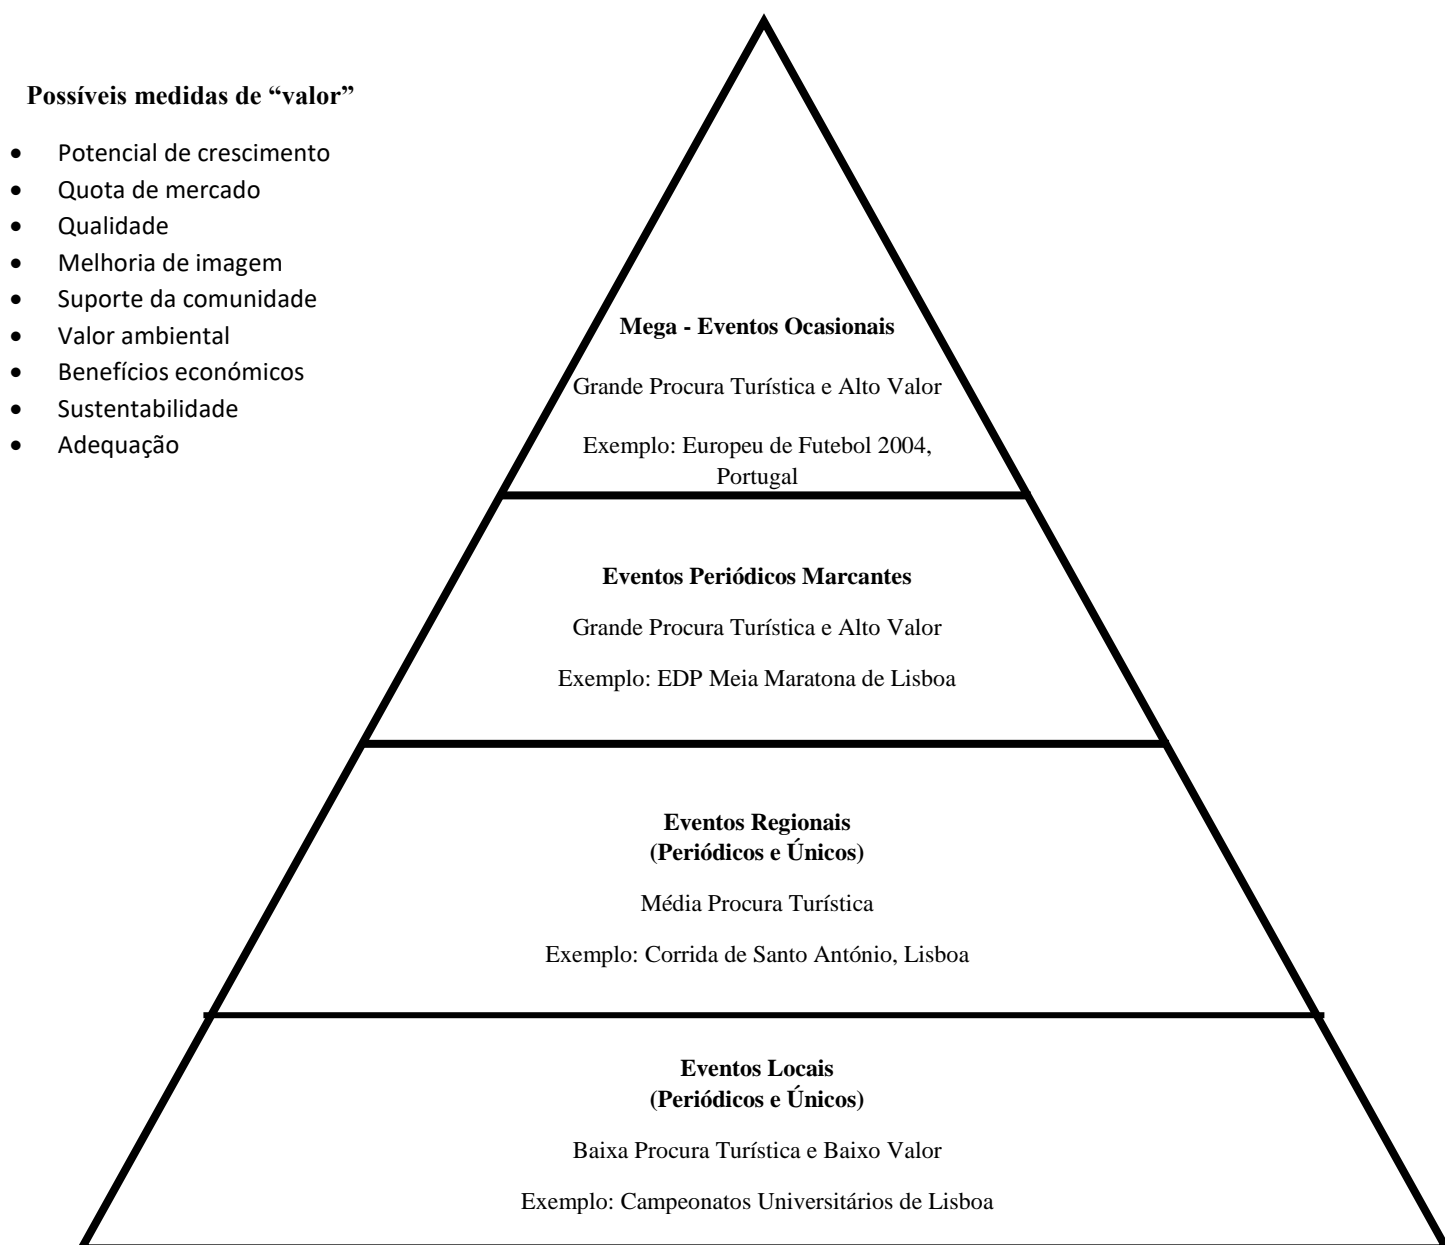 Possíveis medidas de “valor”
• Potencial de crescimento
• Quota de mercado
• Qualidade
• Melhoria de imagem
• Suporte da comunidade
• Valor ambiental
• Benefícios económicos
• Sustentabilidade
• Adequação
Mega - Eventos Ocasionais
Grande Procura Turística e Alto Valor
Exemplo: Europeu de Futebol 2004,
Portugal
Eventos Periódicos Marcantes
Grande Procura Turística e Alto Valor
Exemplo: EDP Meia Maratona de Lisboa
Eventos Regionais
(Periódicos e Únicos)
Média Procura Turística
Exemplo: Corrida de Santo António, Lisboa
Eventos Locais
(Periódicos e Únicos)
Baixa Procura Turística e Baixo Valor
Exemplo: Campeonatos Universitários de Lisboa